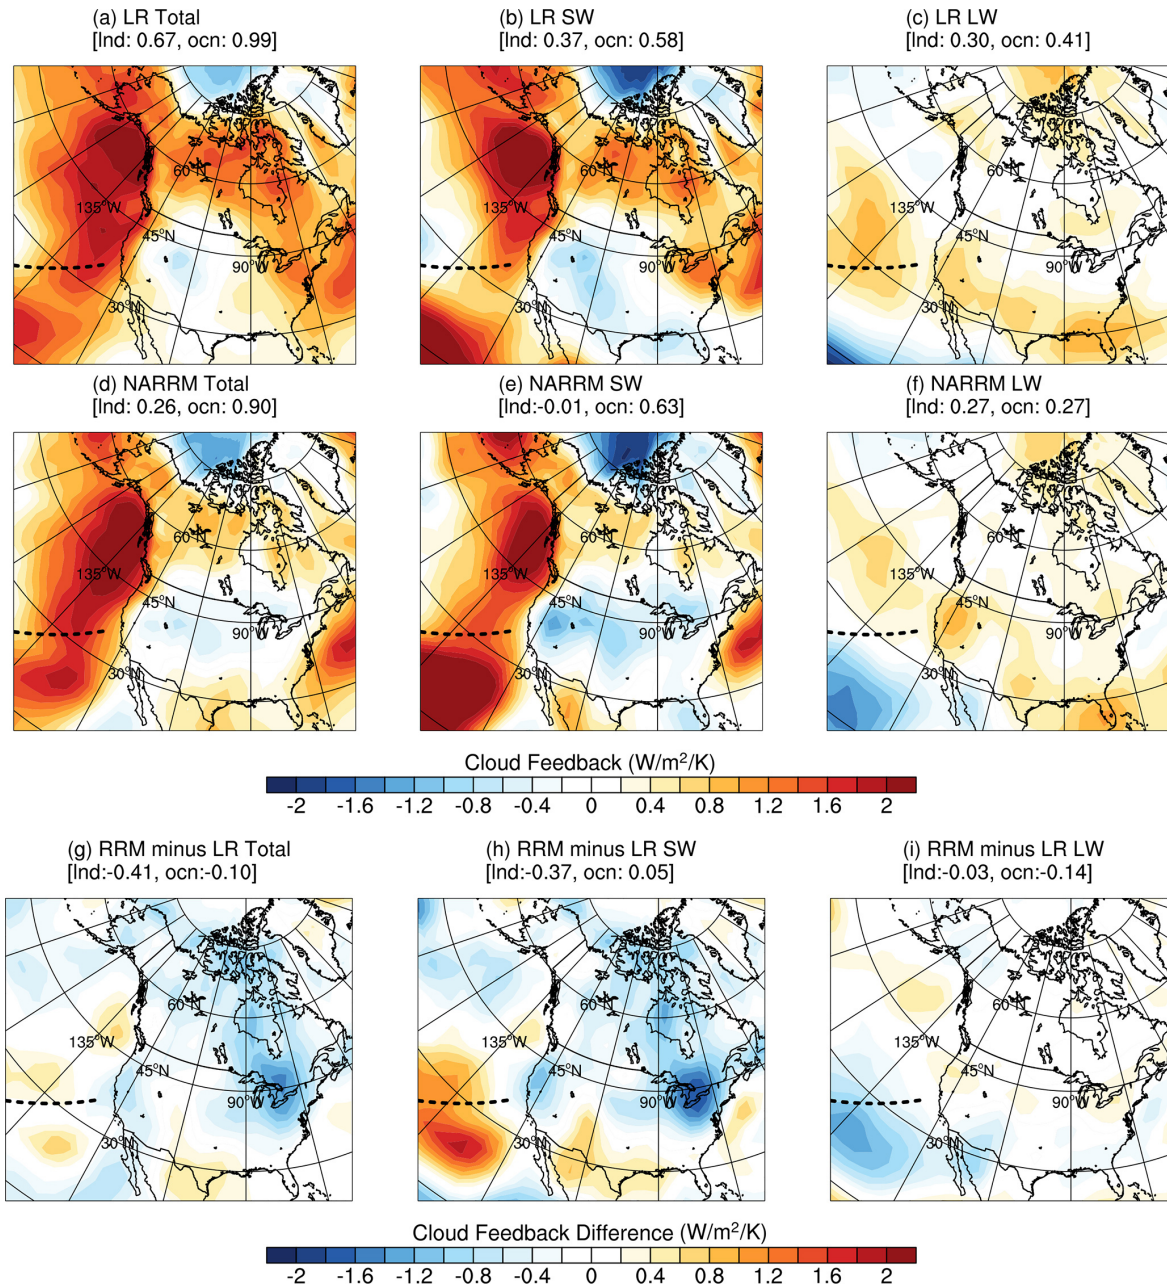 (a) LR Total
[lnd: 0.67, ocn: 0.99]
(b) LR SW
[lnd: 0.37, ocn: 0.58]
(c) LR LW
[lnd: 0.30, ocn: 0.41]
60°N
135°W
45°N
90°W
30°N
60°N
135°W
45°N
90°W
30°N
60°N
135°W
45°N
90°W
30°N
(d) NARRM Total
[lnd: 0.26, ocn: 0.90]
(e) NARRM SW
[lnd:-0.01, ocn: 0.63]
(f) NARRM LW
[lnd: 0.27, ocn: 0.27]
60°N
135°W
45°N
90°W
30°N
60°N
135°W
45°N
90°W
30°N
60°N
135°W
45°N
90°W
30°N
Cloud Feedback (W/m²/K)
-2 -1.6 -1.2 -0.8 -0.4 0 0.4 0.8 1.2 1.6 2
(g) RRM minus LR Total
[lnd:-0.41, ocn:-0.10]
(h) RRM minus LR SW
[lnd:-0.37, ocn: 0.05]
(i) RRM minus LR LW
[lnd:-0.03, ocn:-0.14]
60°N
135°W
45°N
90°W
30°N
60°N
135°W
45°N
90°W
30°N
60°N
135°W
45°N
90°W
30°N
Cloud Feedback Difference (W/m²/K)
-2 -1.6 -1.2 -0.8 -0.4 0 0.4 0.8 1.2 1.6 2